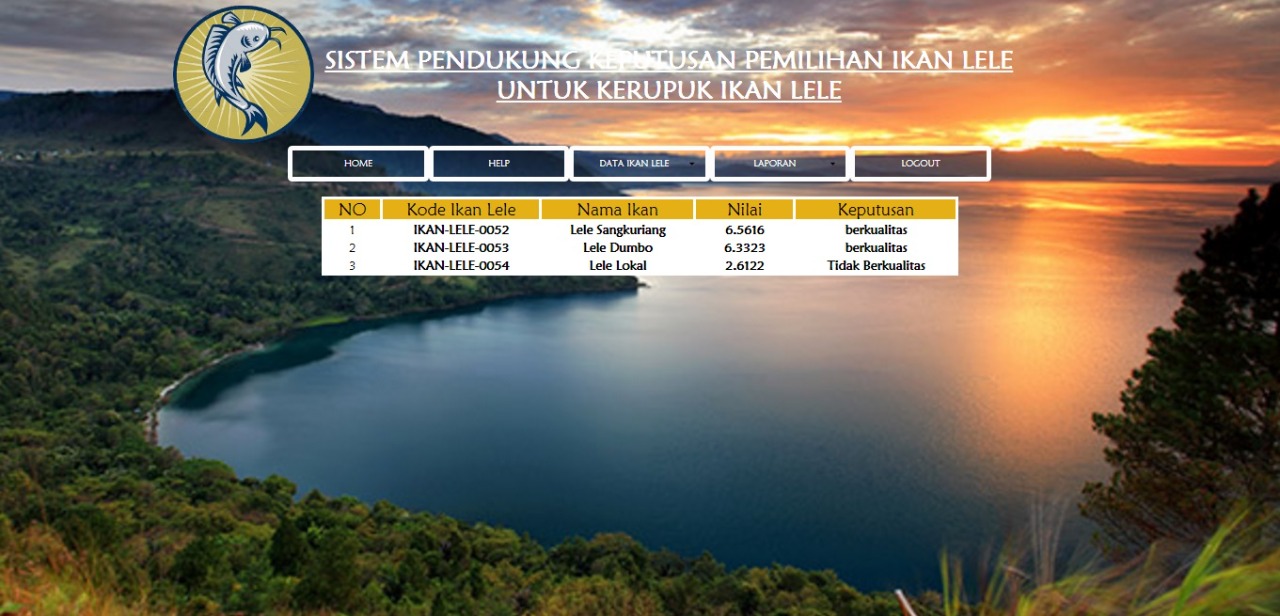 SISTEM PENDUKUNG KEPUTUSAN PEMILIHAN IKAN LELE
UNTUK KERUPUK IKAN LELE
HOME HELP DATA IKAN LELE LAPORAN LOGOUT
NO Kode Ikan Lele Nama Ikan Nilai Keputusan
1 IKAN-LELE-0052 Lele Sangkuriang 6.5616 berkualitas
2 IKAN-LELE-0053 Lele Dumbo 6.3323 berkualitas
3 IKAN-LELE-0054 Lele Lokal 2.6122 Tidak Berkualitas